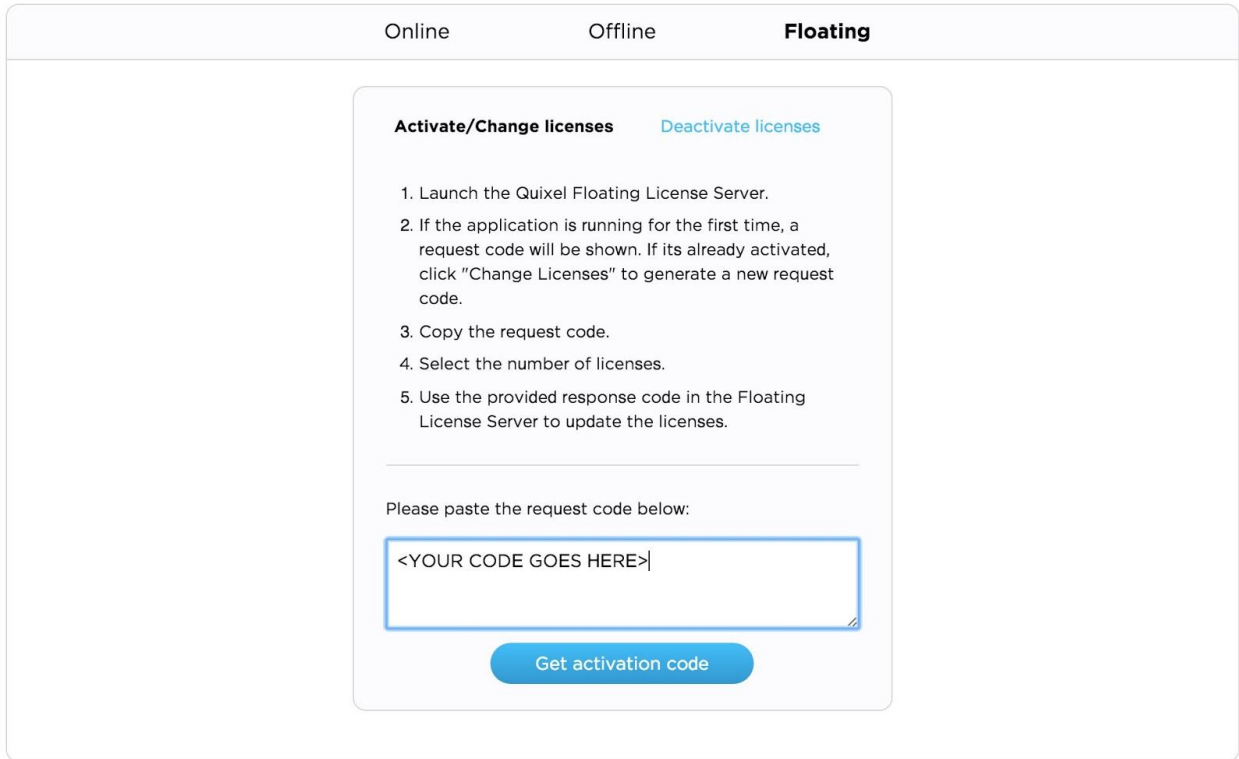 Online Offline Floating
Activate/Change licenses Deactivate licenses
1. Launch the Quixel Floating License Server.
2. If the application is running for the first time, a
request code will be shown. If its already activated,
click "Change Licenses" to generate a new request
code.
3. Copy the request code.
4. Select the number of licenses.
5. Use the provided response code in the Floating
License Server to update the licenses.
Please paste the request code below:
<YOUR CODE GOES HERE>
Get activation code